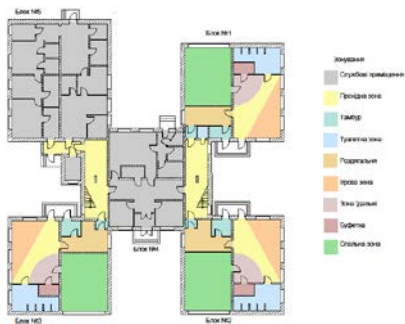 Блок №5
Блок №1
Зонування
Службові приміщення
Прохідна зона
Тамбур
Туалетна зона
Роздягальня
Ігрова зона
Зона їдальні
Буфетна
Спальна зона
Блок №4
Блок №3
Блок №2